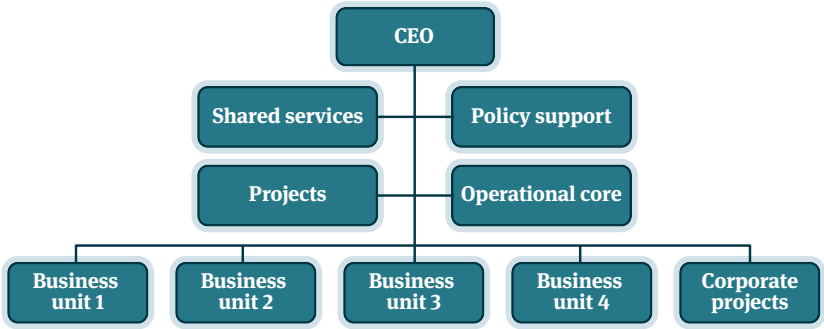 CEO
Shared services
Policy support
Projects
Operational core
Business
unit 1
Business
unit 2
Business
unit 3
Business
unit 4
Corporate
projects